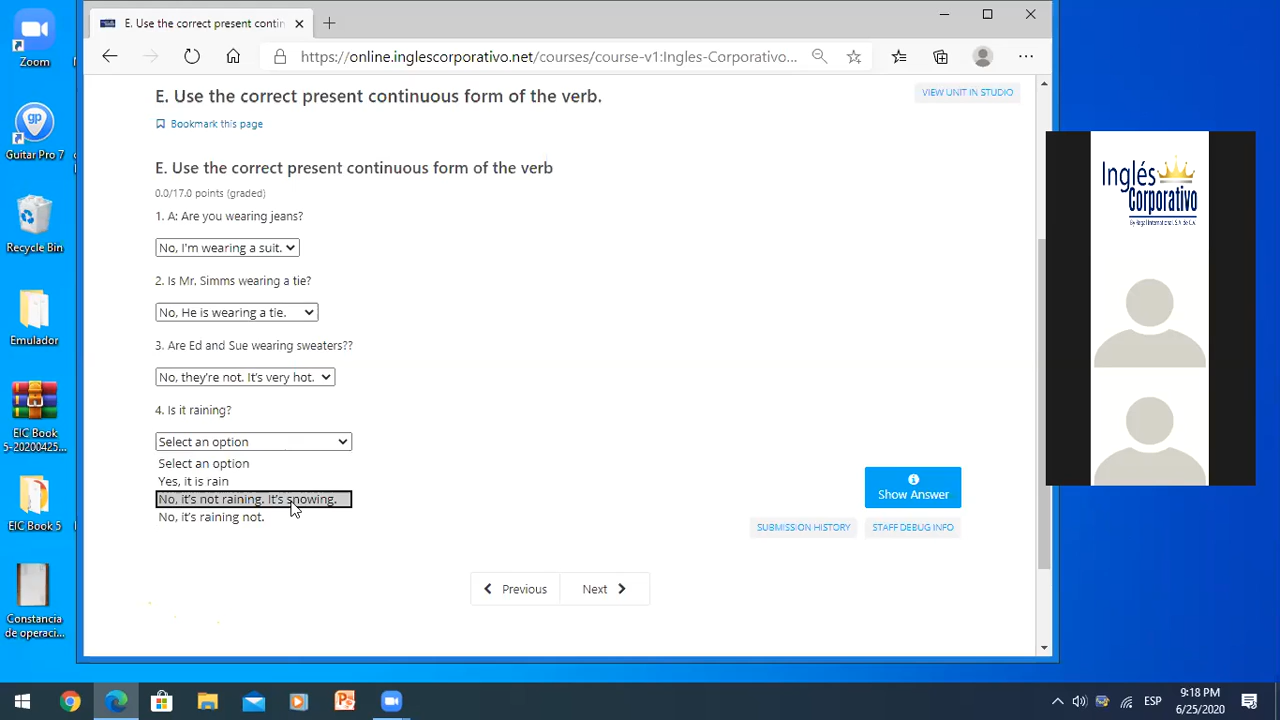 E. Use the correct present contin
https://online.inglescorporativo.net/courses/course-v1:Ingles-Corporativo...
Zoom
Guitar Pro 7
Recycle Bin
Emulador
EIC Book
5-20200425...
EIC Book 5
Constancia
de operaci...
E. Use the correct present continuous form of the verb.
VIEW UNIT IN STUDIO
Bookmark this page
E. Use the correct present continuous form of the verb
0.0/17.0 points (graded)
1. A: Are you wearing jeans?
No, I'm wearing a suit.
2. Is Mr. Simms wearing a tie?
No, He is wearing a tie.
3. Are Ed and Sue wearing sweaters??
No, they're not. It's very hot.
4. Is it raining?
Select an option
Select an option
Yes, it is rain
No, it's not raining. It's snowing.
No, it's raining not.
Show Answer
SUBMISSION HISTORY
STAFF DEBUG INFO
Previous
Next
Inglés
Corporativo
ESP
9:18 PM
6/25/2020